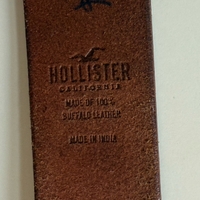 HOLLISTER
CALIFORNIA
MADE OF 100%
BUFFALO LEATHER
MADE IN INDIA